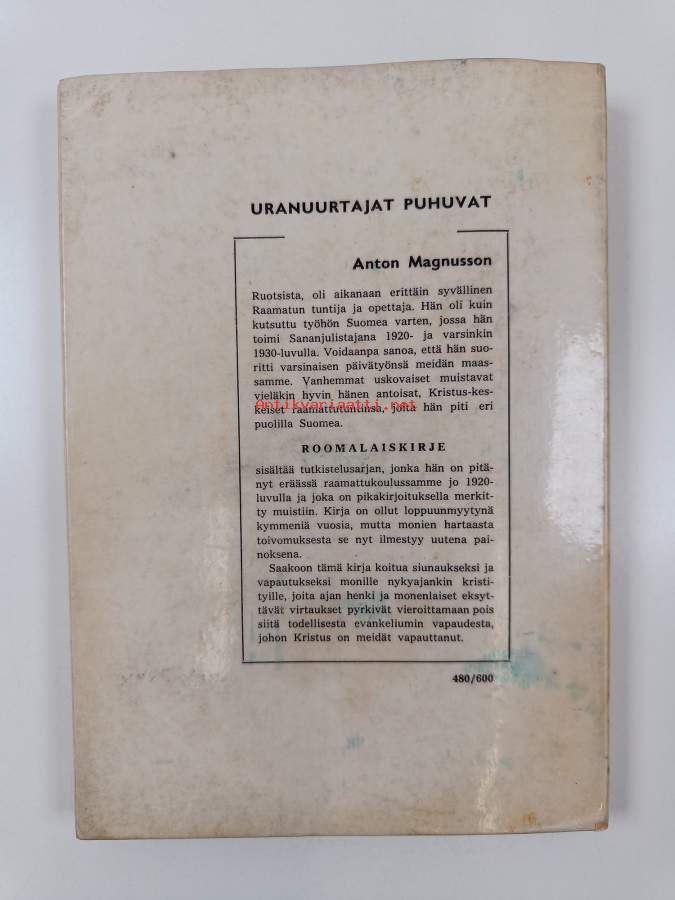 URANUURTAJAT PUHUVAT
Anton Magnusson
Ruotsista, oli aikanaan erittäin syvällinen
Raamatun tuntija ja opettaja. Hän oli kuin
kutsuttu työhön Suomea varten, jossa hän
toimi Sananjulistajana 1920- ja varsinkin
1930-luvulla. Voidaanpa sanoa, että hän suo-
ritti varsinaisen päivätyönsä meidän maas-
samme. Vanhemmat uskovaiset muistavat
vieläkin hyvin hänen antoisat, Kristus-kes-
Antikvariaatti.net
keiset raamattutuntinsa, joita hän piti eri
puolilla Suomea.
ROOMALAISKIRJE
sisältää tutkistelusarjan, jonka hän on pitä-
nyt eräässä raamattukoulussamme jo 1920-
luvulla ja joka on pikakirjoituksella merkit-
ty muistiin. Kirja on ollut loppuunmyytynä
kymmeniä vuosia, mutta monien hartaasta
toivomuksesta se nyt ilmestyy uutena pai-
noksena.
Saakoon tämä kirja koitua siunaukseksi ja
vapautukseksi monille nykyajankin kristi-
tyille, joita ajan henki ja monenlaiset eksyt-
tävät virtaukset pyrkivät vieroittamaan pois
siitä todellisesta evankeliumin vapaudesta,
johon Kristus on meidät vapauttanut.
480/600